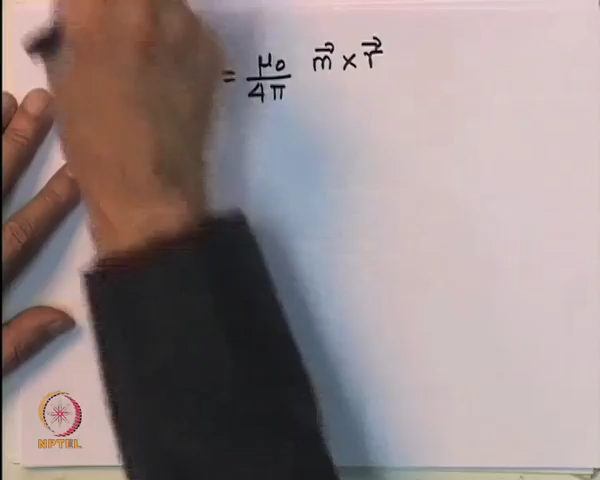 = μ₀/4π m⃗ × r⃗
NPTEL